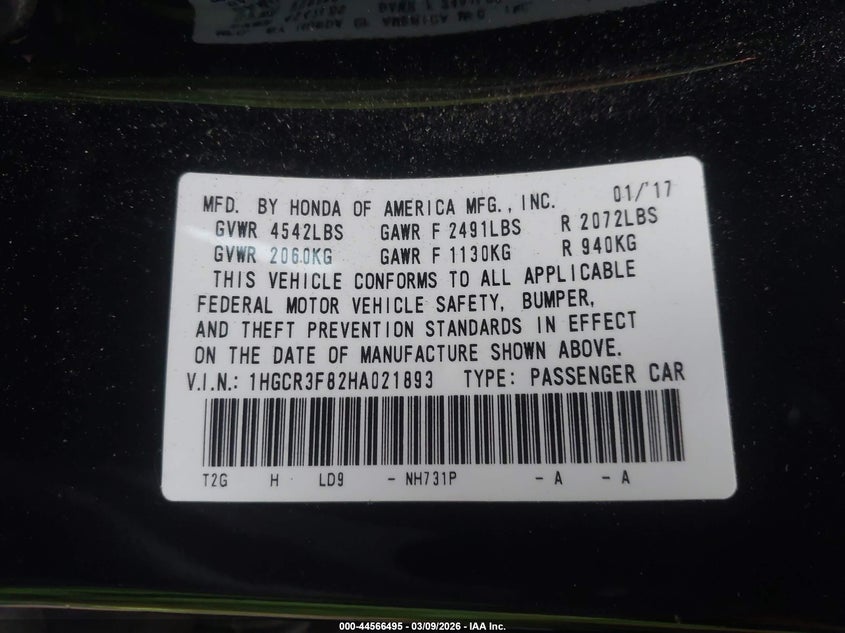 MFD. BY HONDA OF AMERICA MFG., INC. 01/'17
GVWR 4542LBS GAWR F 2491LBS R 2072LBS
GVWR 2060KG GAWR F 1130KG R 940KG
THIS VEHICLE CONFORMS TO ALL APPLICABLE
FEDERAL MOTOR VEHICLE SAFETY, BUMPER,
AND THEFT PREVENTION STANDARDS IN EFFECT
ON THE DATE OF MANUFACTURE SHOWN ABOVE.
V.I.N.: 1HGCR3F82HA021893 TYPE: PASSENGER CAR
T2G H LD9 - NH731P - A - A
000-44566495 - 03/09/2026 - IAA Inc.